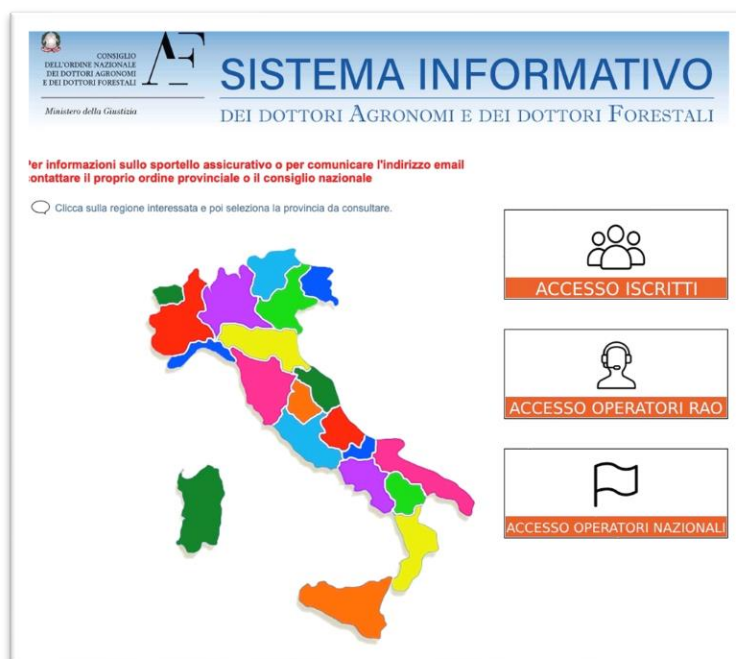 CONSIGLIO
DELL'ORDINE NAZIONALE
DEI DOTTORI AGRONOMI
E DEI DOTTORI FORESTALI
Ministero della Giustizia
SISTEMA INFORMATIVO
DEI DOTTORI AGRONOMI E DEI DOTTORI FORESTALI
er informazioni sullo sportello assicurativo o per comunicare l'indirizzo email
ontattare il proprio ordine provinciale o il consiglio nazionale
Clicca sulla regione interessata e poi seleziona la provincia da consultare.
ACCESSO ISCRITTI
ACCESSO OPERATORI RAO
ACCESSO OPERATORI NAZIONALI